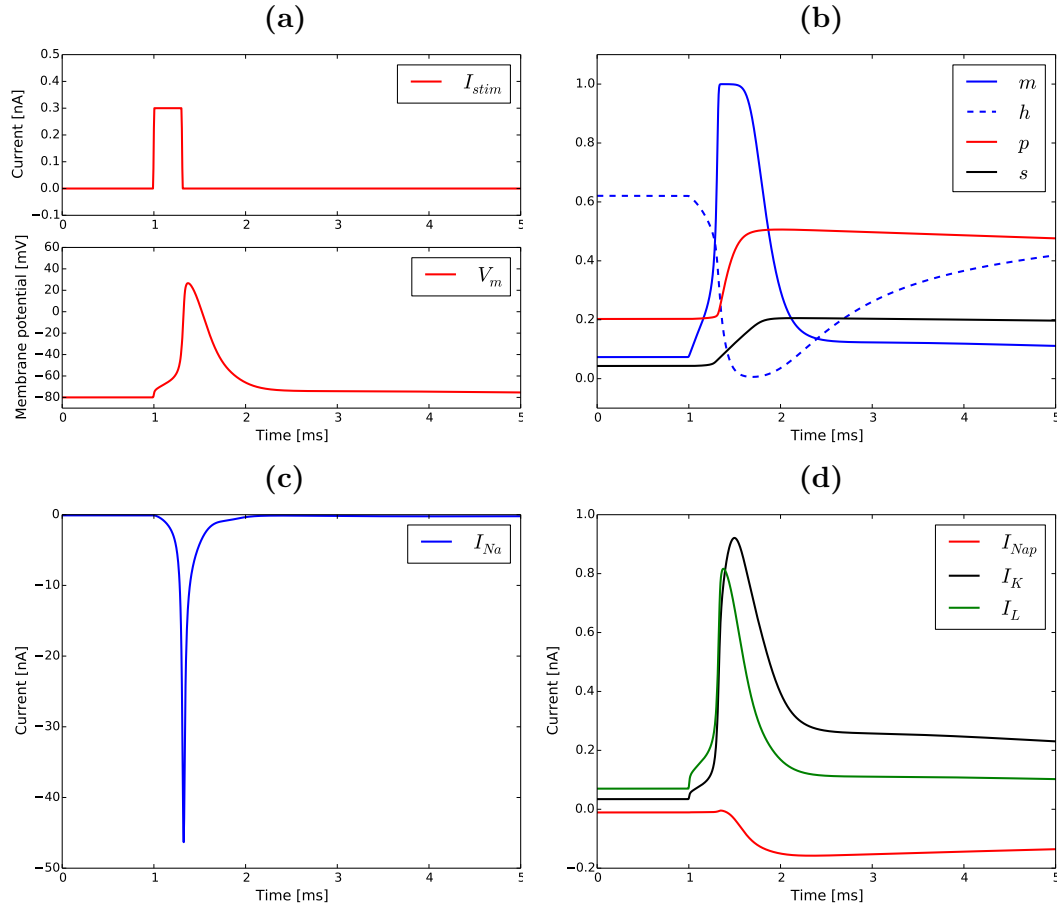 (a)
0.5
0.4
0.3
0.2
0.1
0.0
−0.1
Current [nA]
I_stim
0 1 2 3 4 5
60
40
20
0
−20
−40
−60
−80
Membrane potential [mV]
V_m
0 1 2 3 4 5
Time [ms]
(b)
1.0
0.8
0.6
0.4
0.2
0.0
m
h
p
s
0 1 2 3 4 5
Time [ms]
(c)
0
−10
−20
−30
−40
−50
Current [nA]
I_Na
0 1 2 3 4 5
Time [ms]
(d)
1.0
0.8
0.6
0.4
0.2
0.0
−0.2
Current [nA]
I_Nap
I_K
I_L
0 1 2 3 4 5
Time [ms]